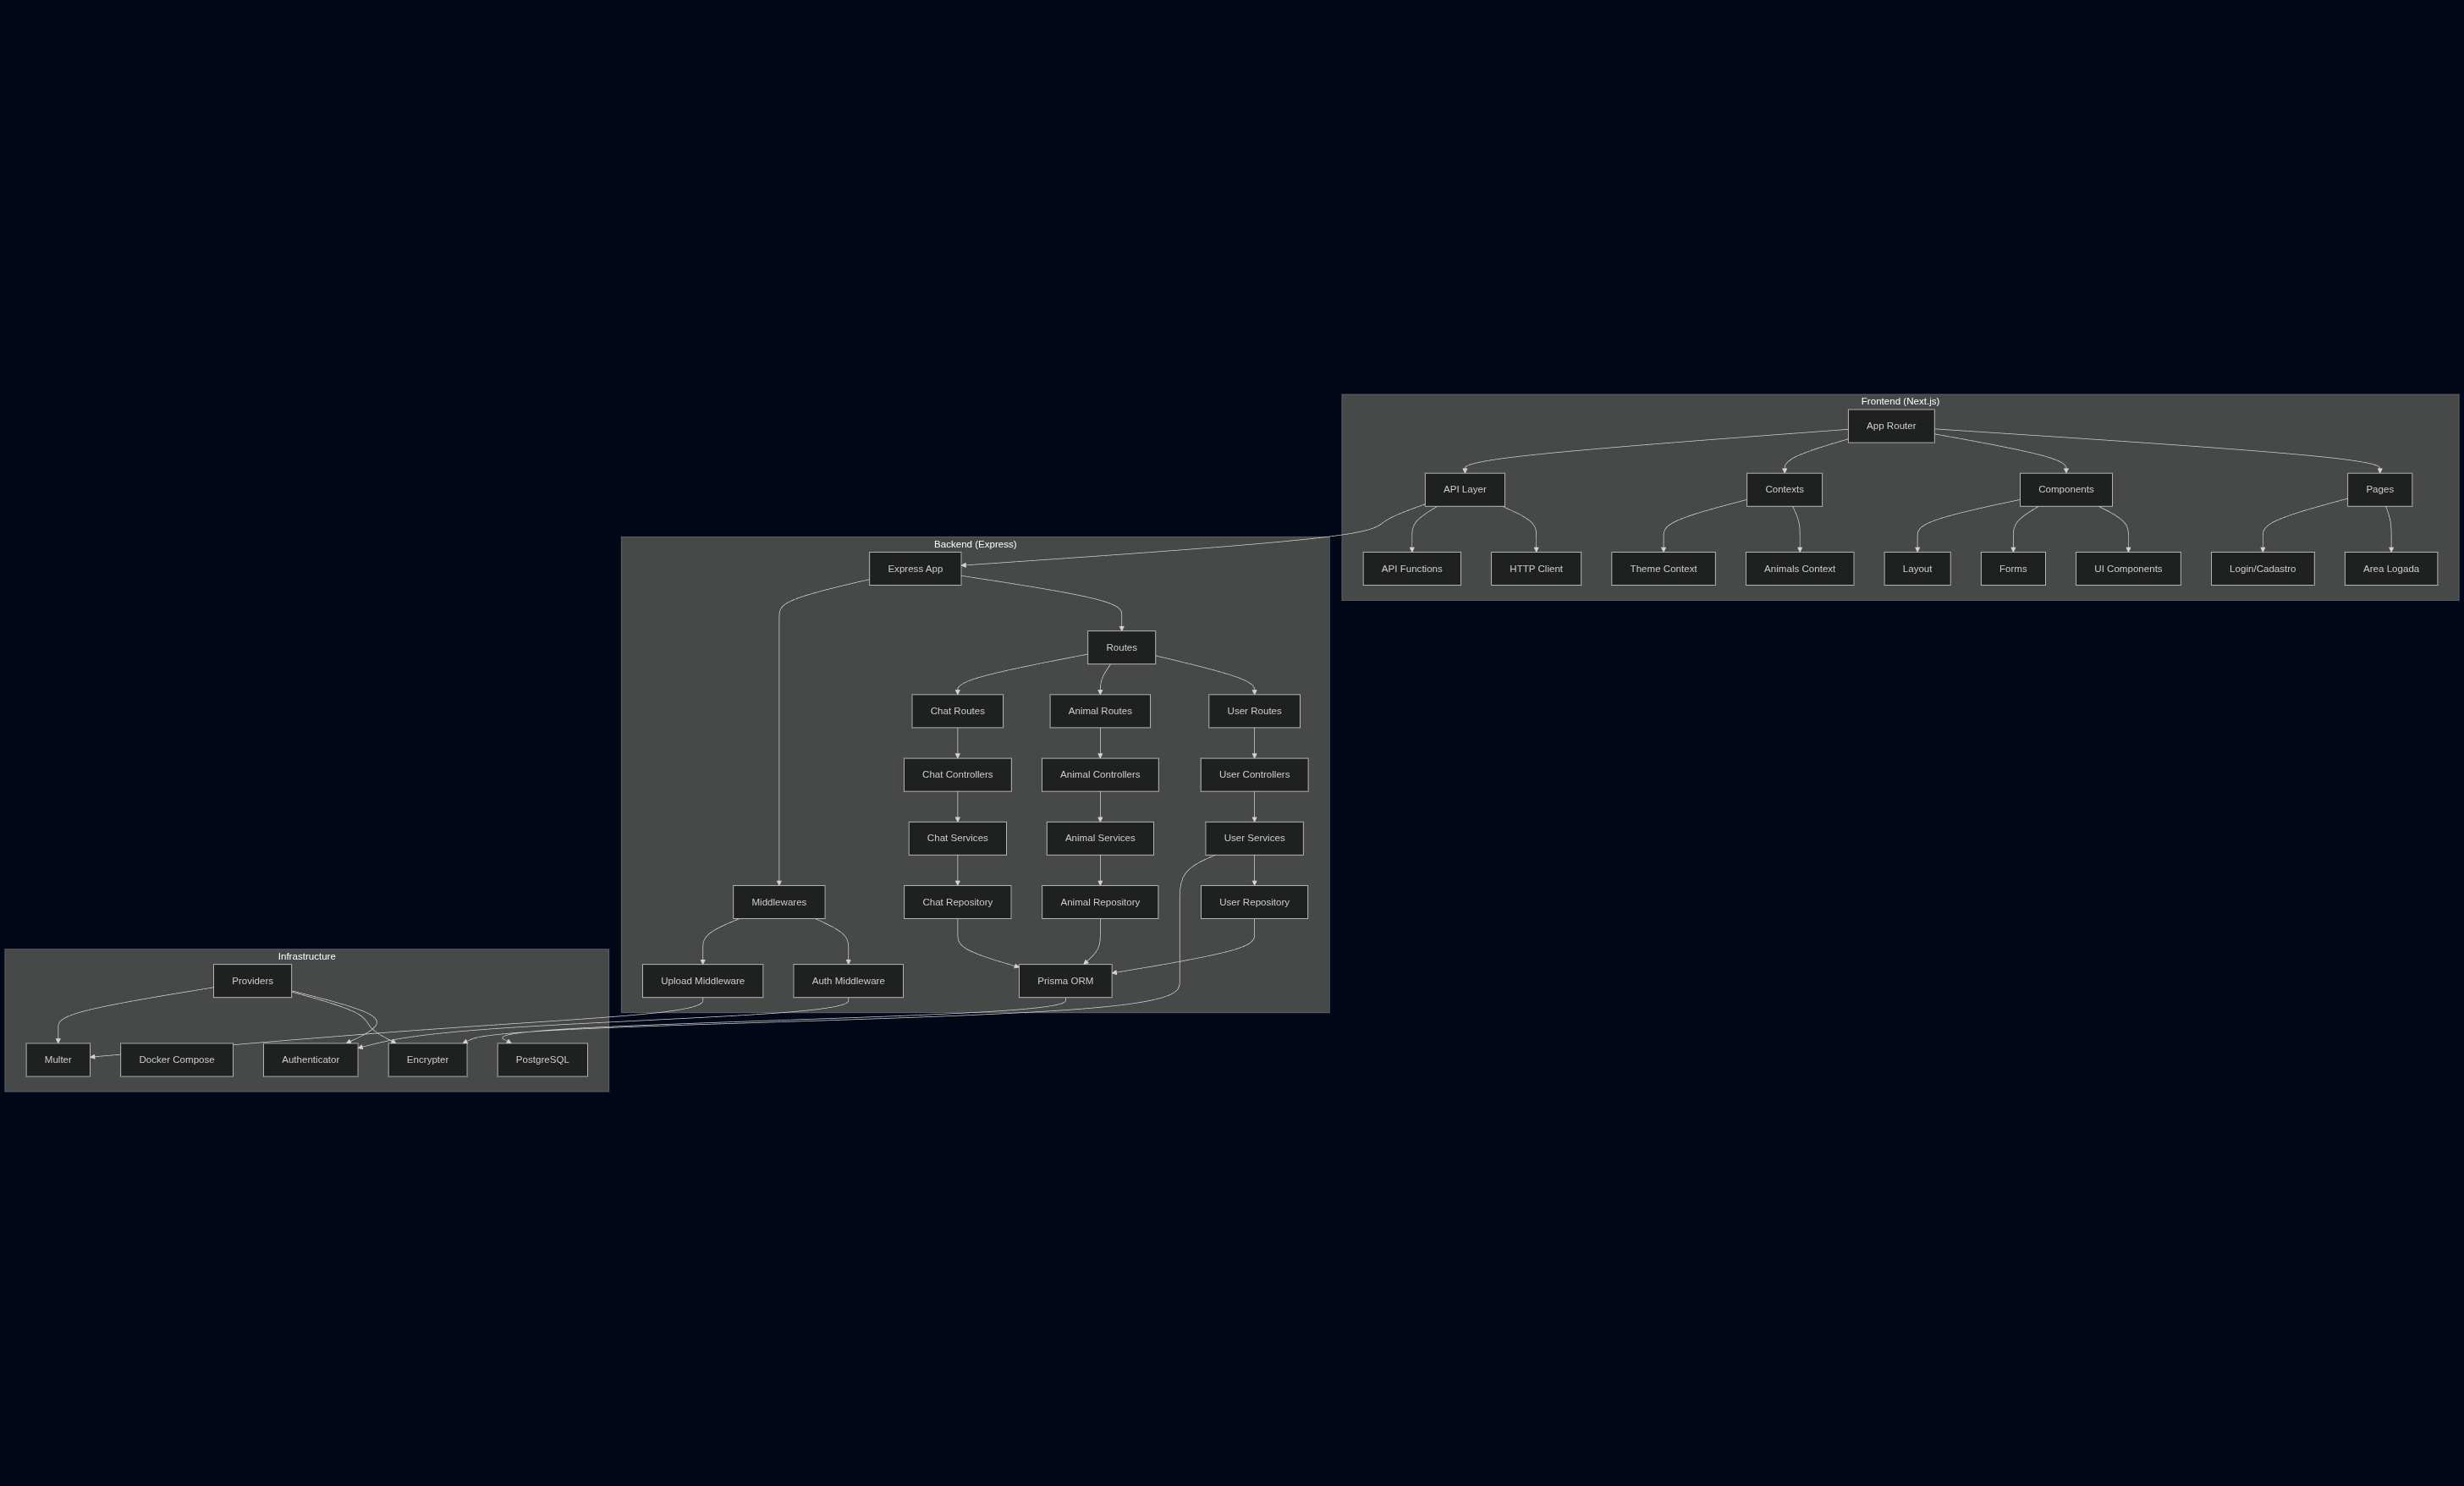 Frontend (Next.js)
App Router
API Layer
Contexts
Components
Pages
API Functions
HTTP Client
Theme Context
Animals Context
Layout
Forms
UI Components
Login/Cadastro
Area Logada
Backend (Express)
Express App
Routes
Chat Routes
Animal Routes
User Routes
Chat Controllers
Animal Controllers
User Controllers
Chat Services
Animal Services
User Services
Middlewares
Chat Repository
Animal Repository
User Repository
Upload Middleware
Auth Middleware
Prisma ORM
Infrastructure
Providers
Multer
Docker Compose
Authenticator
Encrypter
PostgreSQL